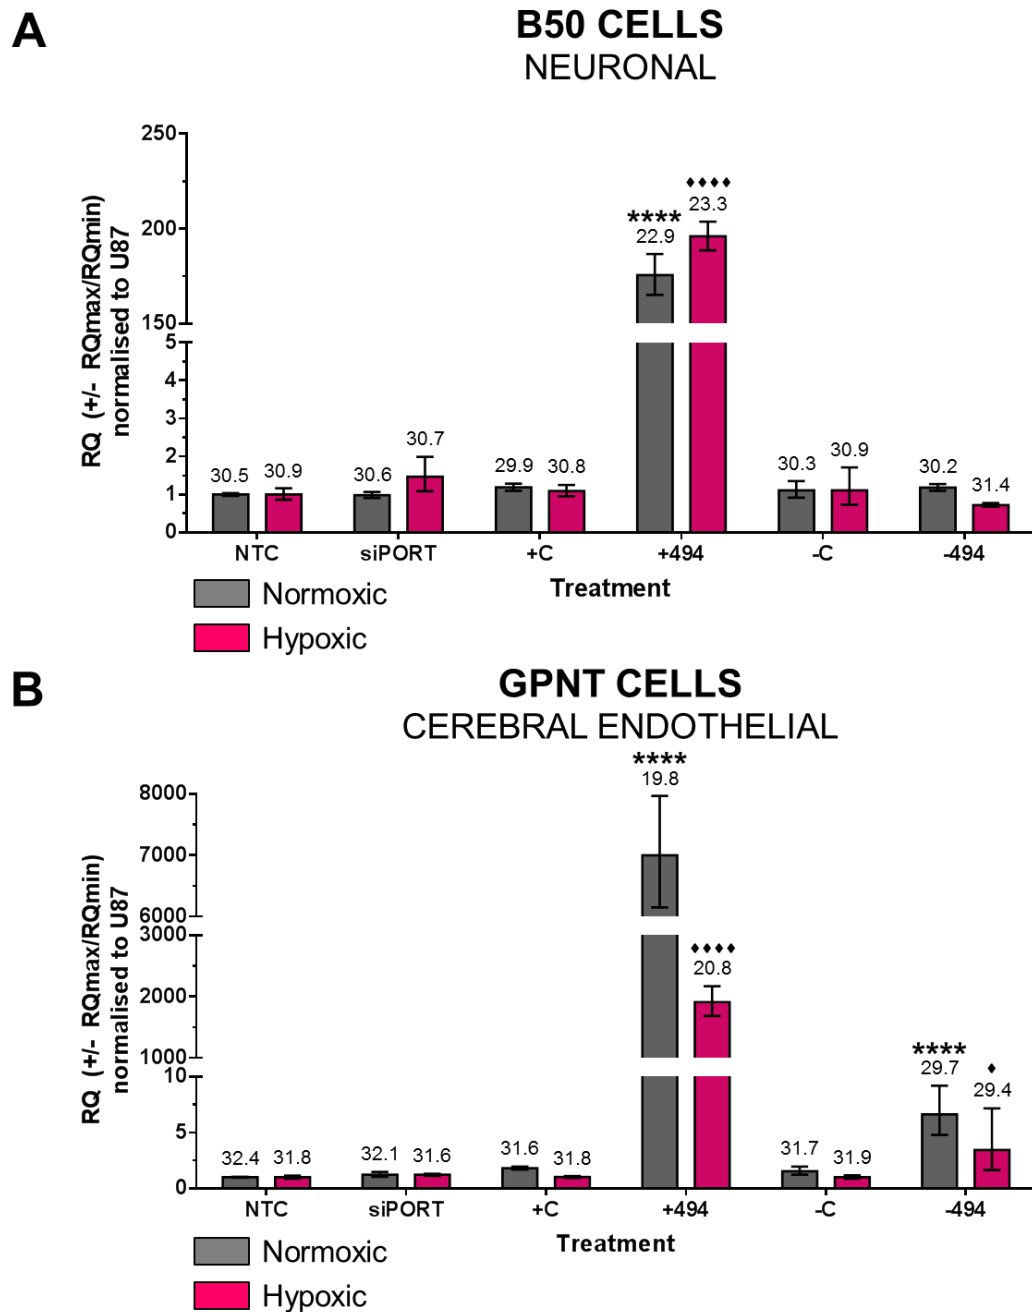 A
B50 CELLS
NEURONAL
RQ (+/- RQmax/RQmin)
normalised to U87
250
200
150
5
4
3
2
1
0
****
22.9
♦♦♦♦
23.3
30.5
30.9
30.6
30.7
29.9
30.8
30.3
30.9
30.2
31.4
NTC
siPORT
+C
+494
-C
-494
Treatment
Normoxic
Hypoxic
B
GPNT CELLS
CEREBRAL ENDOTHELIAL
RQ (+/- RQmax/RQmin)
normalised to U87
8000
7000
6000
3000
2000
1000
10
5
0
****
19.8
♦♦♦♦
20.8
****
29.7
♦
29.4
32.4
31.8
32.1
31.6
31.6
31.8
31.7
31.9
NTC
siPORT
+C
+494
-C
-494
Treatment
Normoxic
Hypoxic